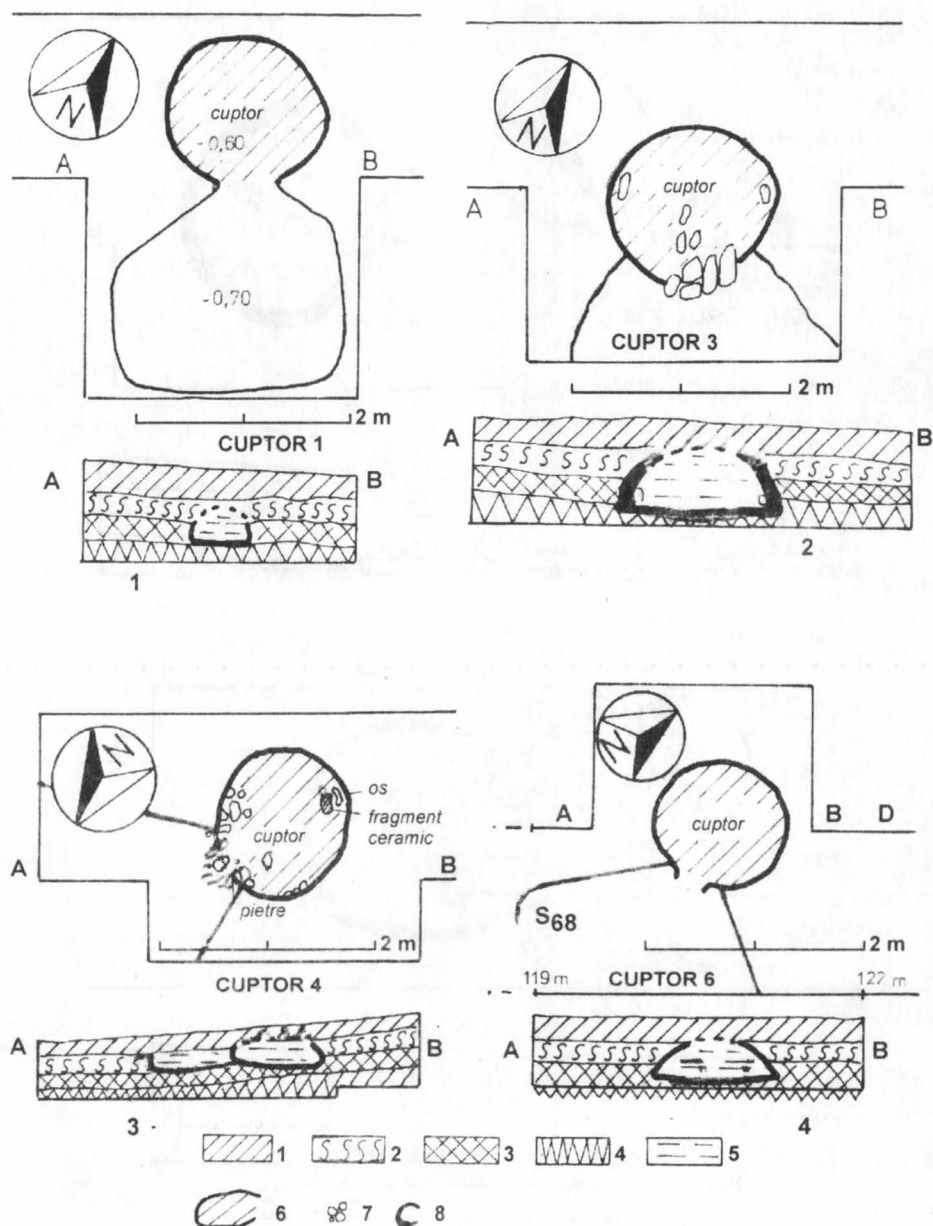 N
cuptor
-0,60
A B
-0,70
2 m
CUPTOR 1
A B
1
N
cuptor
A B
CUPTOR 3
2 m
A B
2
N
os
fragment
ceramic
cuptor
A B
pietre
2 m
CUPTOR 4
A B
3
N
A B D
cuptor
S68
2 m
119 m CUPTOR 6 122 m
A B
4
1 2 3 4 5
6 7 8